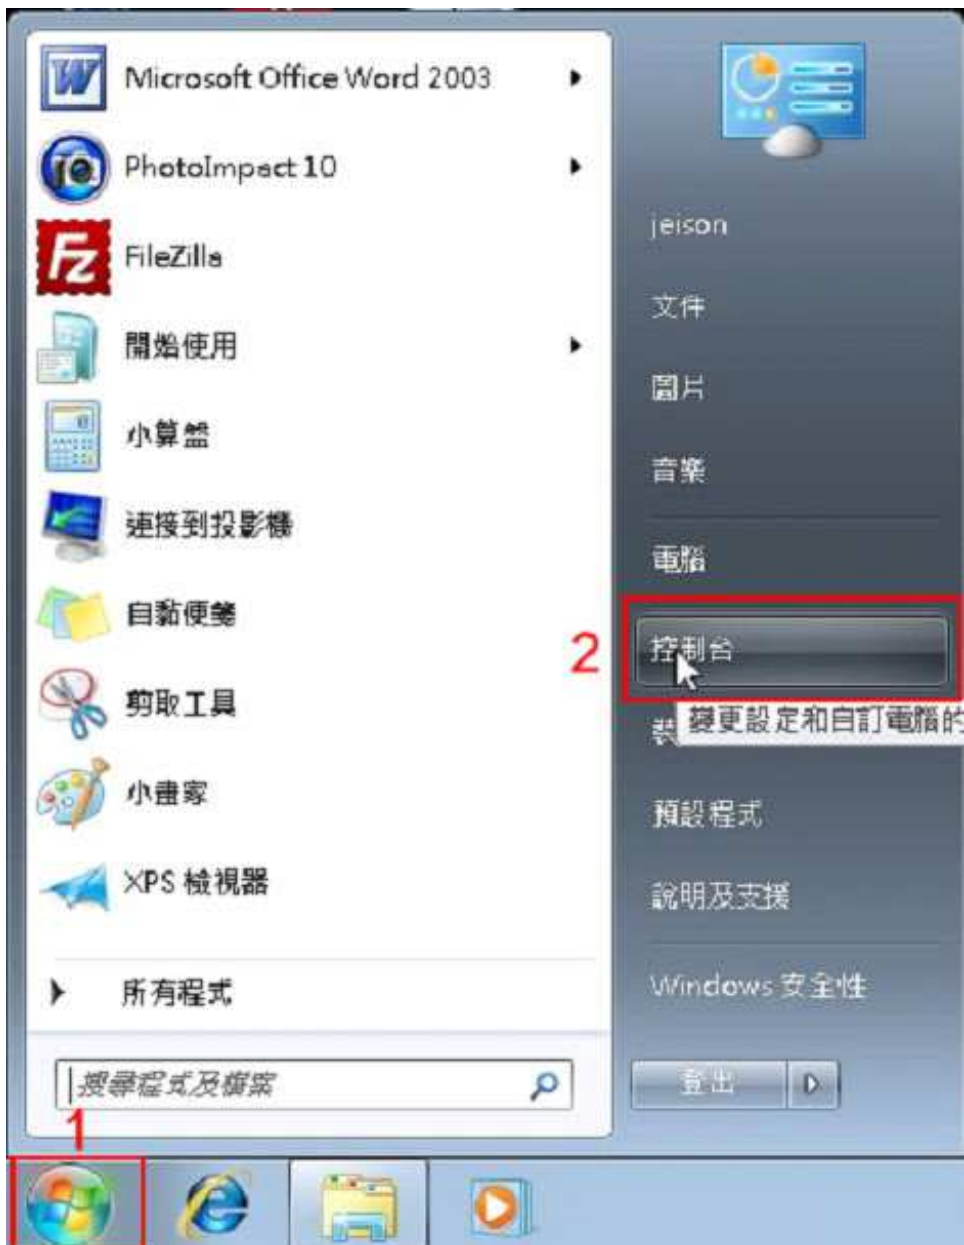 Microsoft Office Word 2003
PhotoImpact 10
FileZilla
開始使用
小算盤
連接到投影機
自黏便箋
剪取工具
小畫家
XPS 檢視器
所有程式
搜尋程式及檔案
1
jeison
文件
圖片
音樂
電腦
2
控制台
變更設定和自訂電腦的
裝
預設程式
說明及支援
Windows 安全性
登出